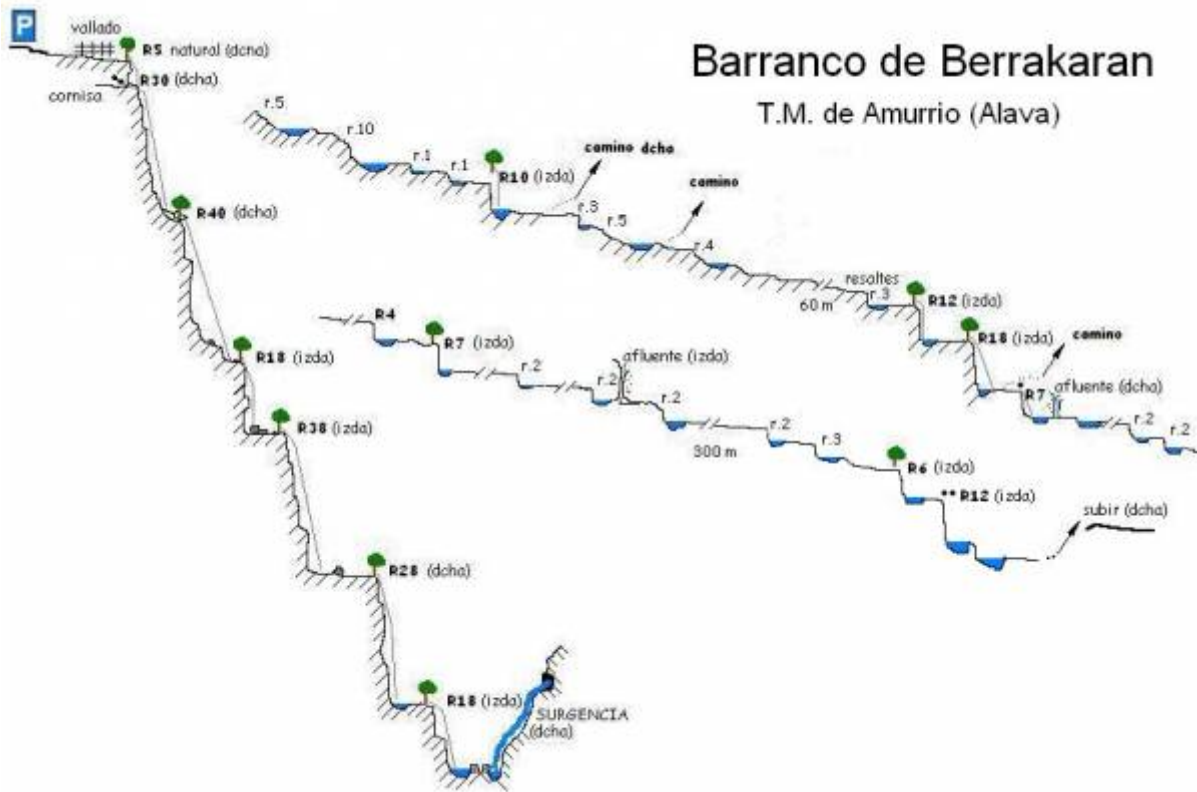 Barranco de Berrakaran
T.M. de Amurrio (Alava)
P
vallado
R5 natural (dcha)
R30 (dcha)
cornisa
R40 (dcha)
R18 (izda)
R38 (izda)
R28 (dcha)
R18 (izda)
SURGENCIA
(dcha)
r.5
r.10
r.1
r.1
R10 (izda)
camino dcha
r.3
r.5
camino
r.4
60 m
resaltes
r.3
R12 (izda)
R18 (izda)
camino
R7
afluente (dcha)
r.2
r.2
R4
R7 (izda)
r.2
r.2
afluente (izda)
r.2
300 m
r.2
r.3
R6 (izda)
R12 (izda)
subir (dcha)